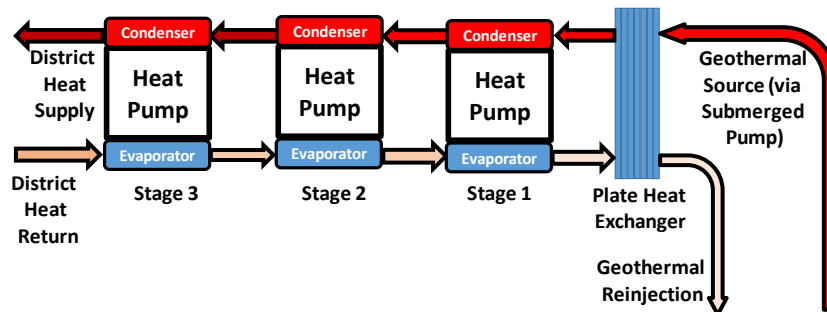 Condenser
Condenser
Condenser
District
Heat
Supply
Heat
Pump
Heat
Pump
Heat
Pump
Geothermal
Source (via
Submerged
Pump)
Evaporator
Evaporator
Evaporator
District
Heat
Return
Stage 3
Stage 2
Stage 1
Plate Heat
Exchanger
Geothermal
Reinjection